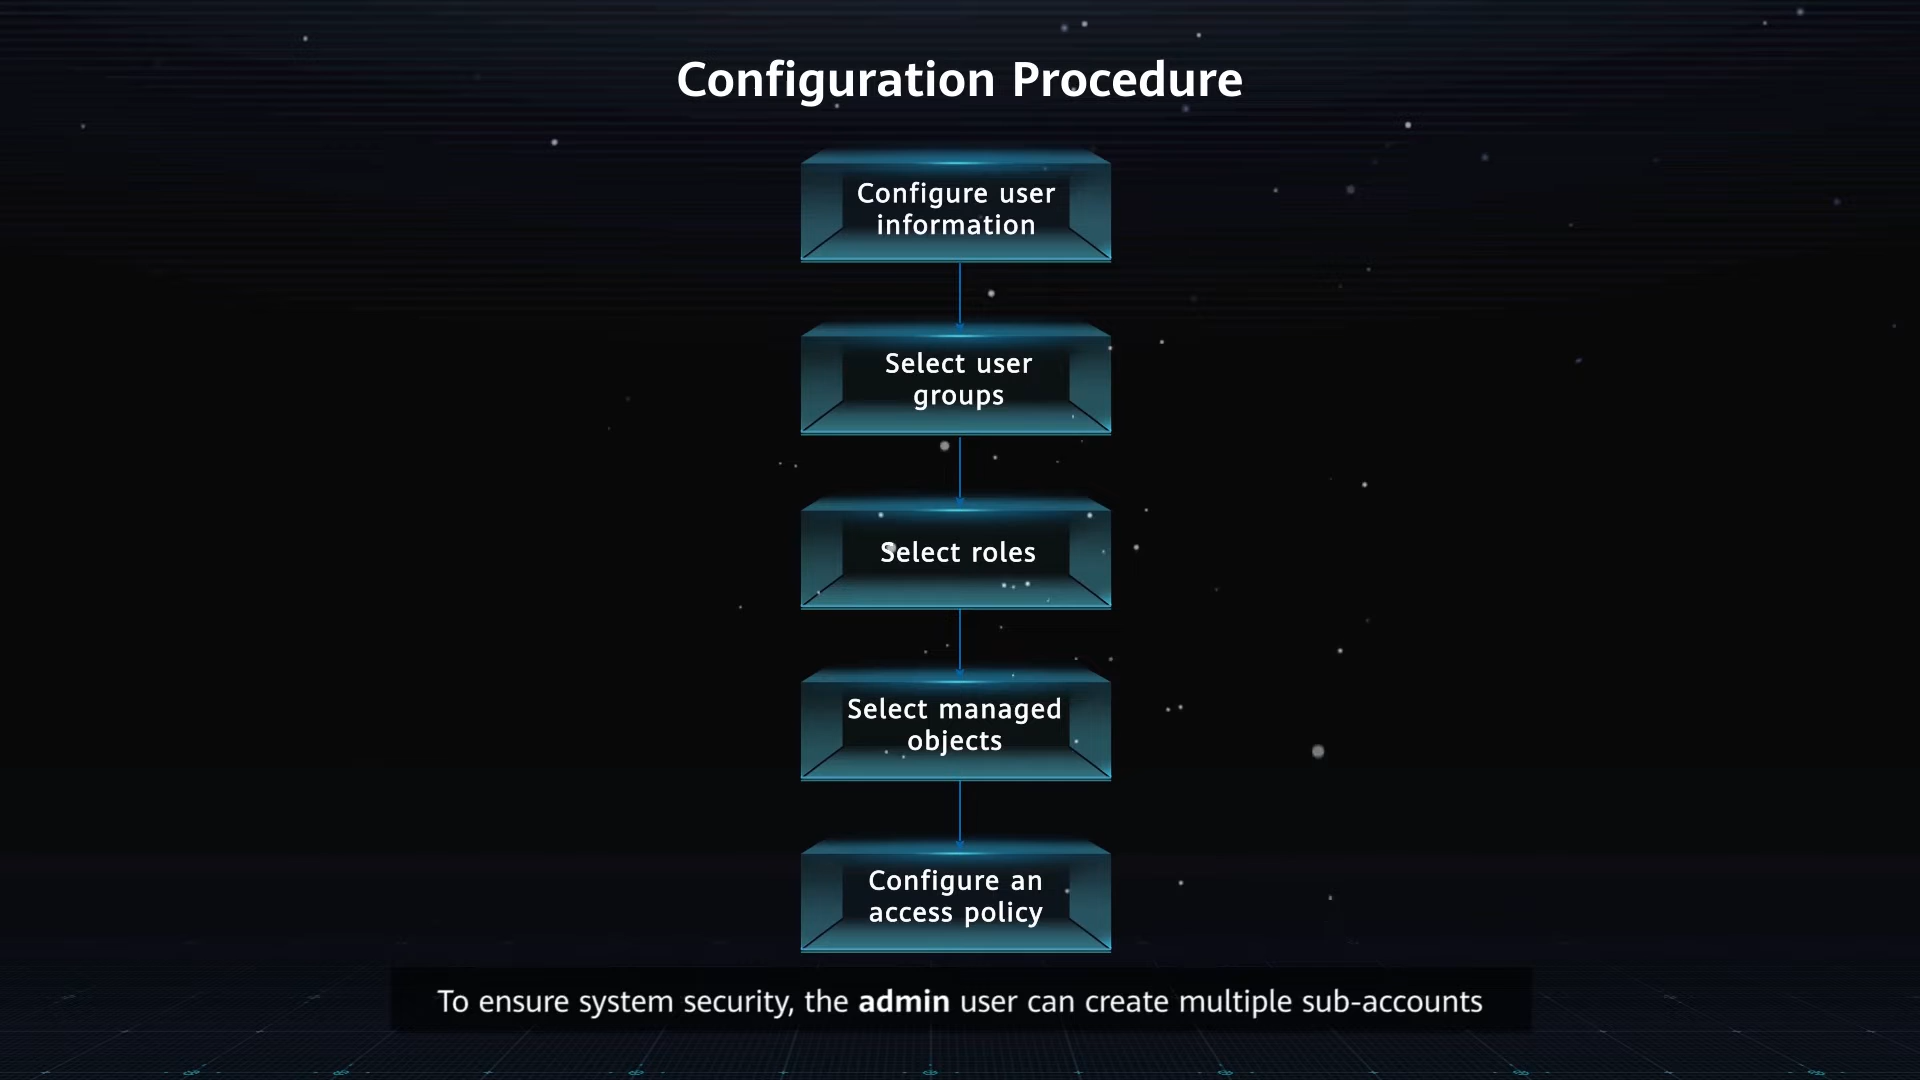 Configuration Procedure
Configure user
information
Select user
groups
Select roles
Select managed
objects
Configure an
access policy
To ensure system security, the admin user can create multiple sub-accounts